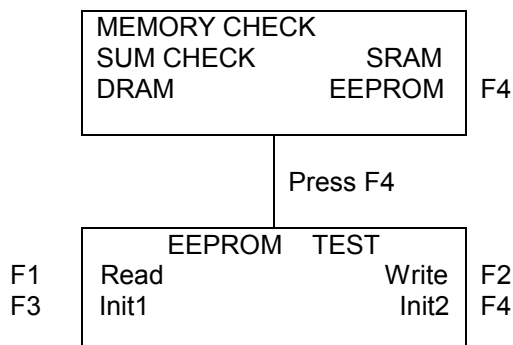 MEMORY CHECK
SUM CHECK SRAM
DRAM EEPROM F4
Press F4
EEPROM TEST
F1 Read Write F2
F3 Init1 Init2 F4